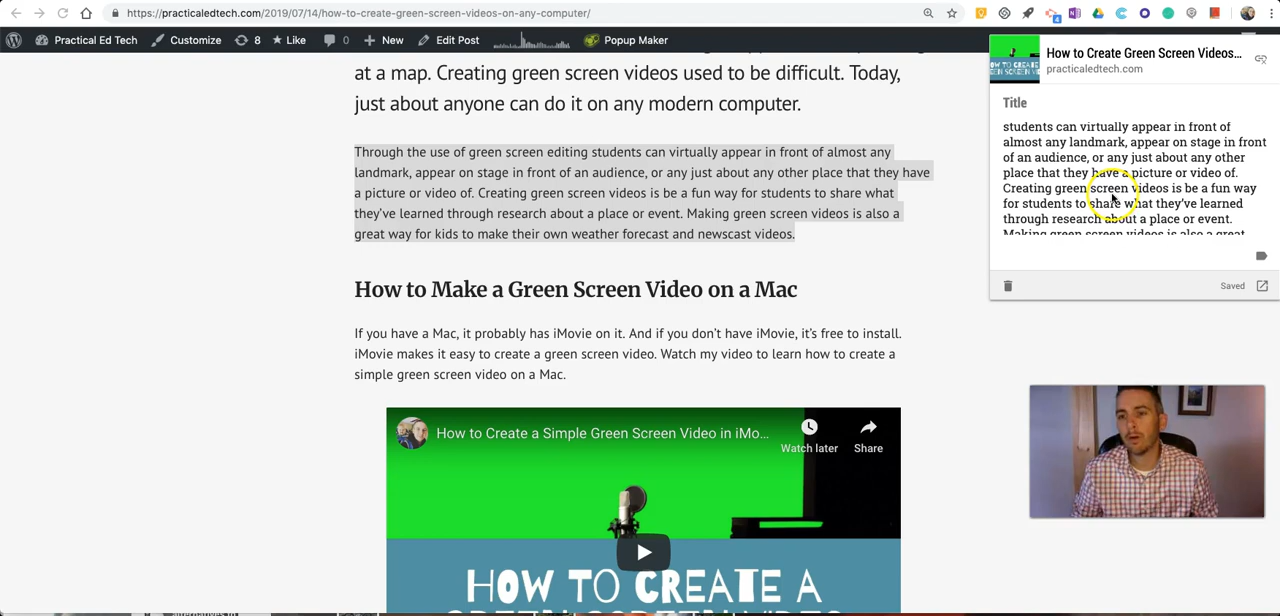 https://practicaledtech.com/2019/07/14/how-to-create-green-screen-videos-on-any-computer/
Practical Ed Tech Customize 8 Like 0 New Edit Post Popup Maker
at a map. Creating green screen videos used to be difficult. Today,
just about anyone can do it on any modern computer.
Through the use of green screen editing students can virtually appear in front of almost any
landmark, appear on stage in front of an audience, or any just about any other place that they have
a picture or video of. Creating green screen videos is be a fun way for students to share what
they've learned through research about a place or event. Making green screen videos is also a
great way for kids to make their own weather forecast and newscast videos.
How to Make a Green Screen Video on a Mac
If you have a Mac, it probably has iMovie on it. And if you don't have iMovie, it's free to install.
iMovie makes it easy to create a green screen video. Watch my video to learn how to create a
simple green screen video on a Mac.
How to Create a Simple Green Screen Video in iMo...
Watch later Share
HOW TO CREATE A
GREEN SCREEN VIDEO
How to Create Green Screen Videos...
practicaledtech.com
Title
students can virtually appear in front of
almost any landmark, appear on stage in front
of an audience, or any just about any other
place that they have a picture or video of.
Creating green screen videos is be a fun way
for students to share what they've learned
through research about a place or event.
Making green screen videos is also a great
Saved